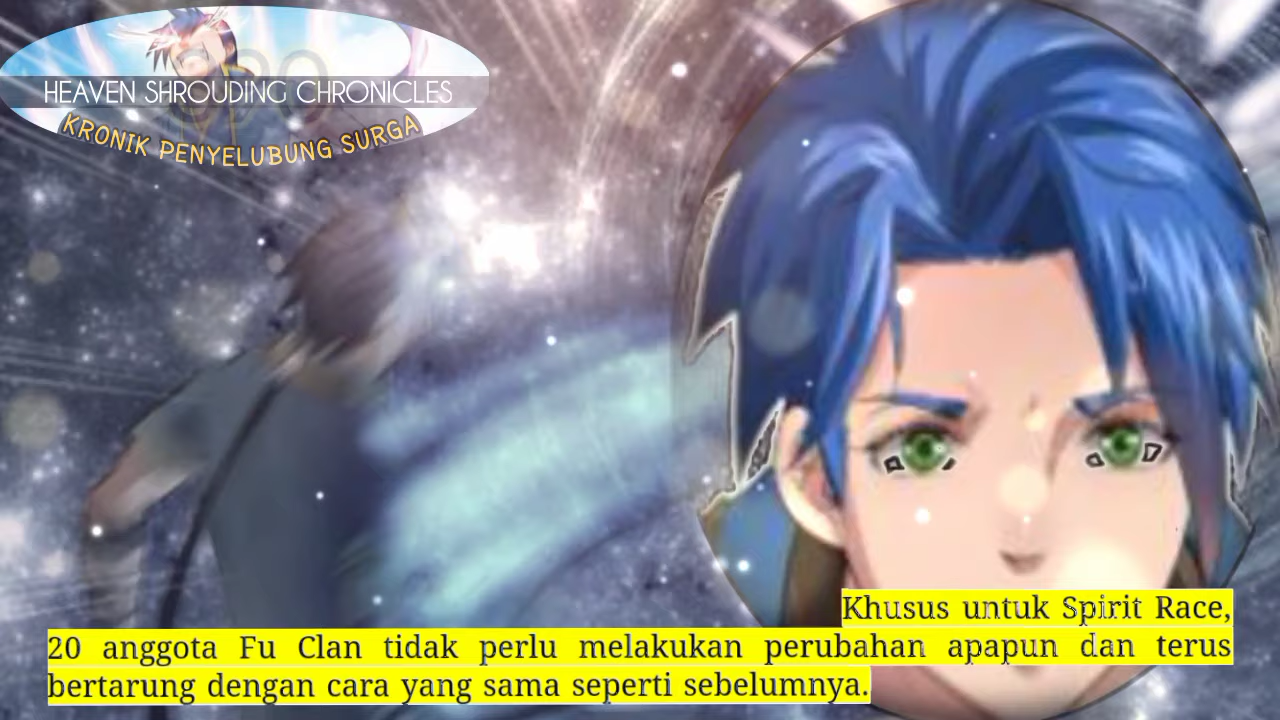 HEAVEN SHROUDING CHRONICLES
KRONIK PENYELUBUNG SURGA
Khusus untuk Spirit Race,
20 anggota Fu Clan tidak perlu melakukan perubahan apapun dan terus
bertarung dengan cara yang sama seperti sebelumnya.